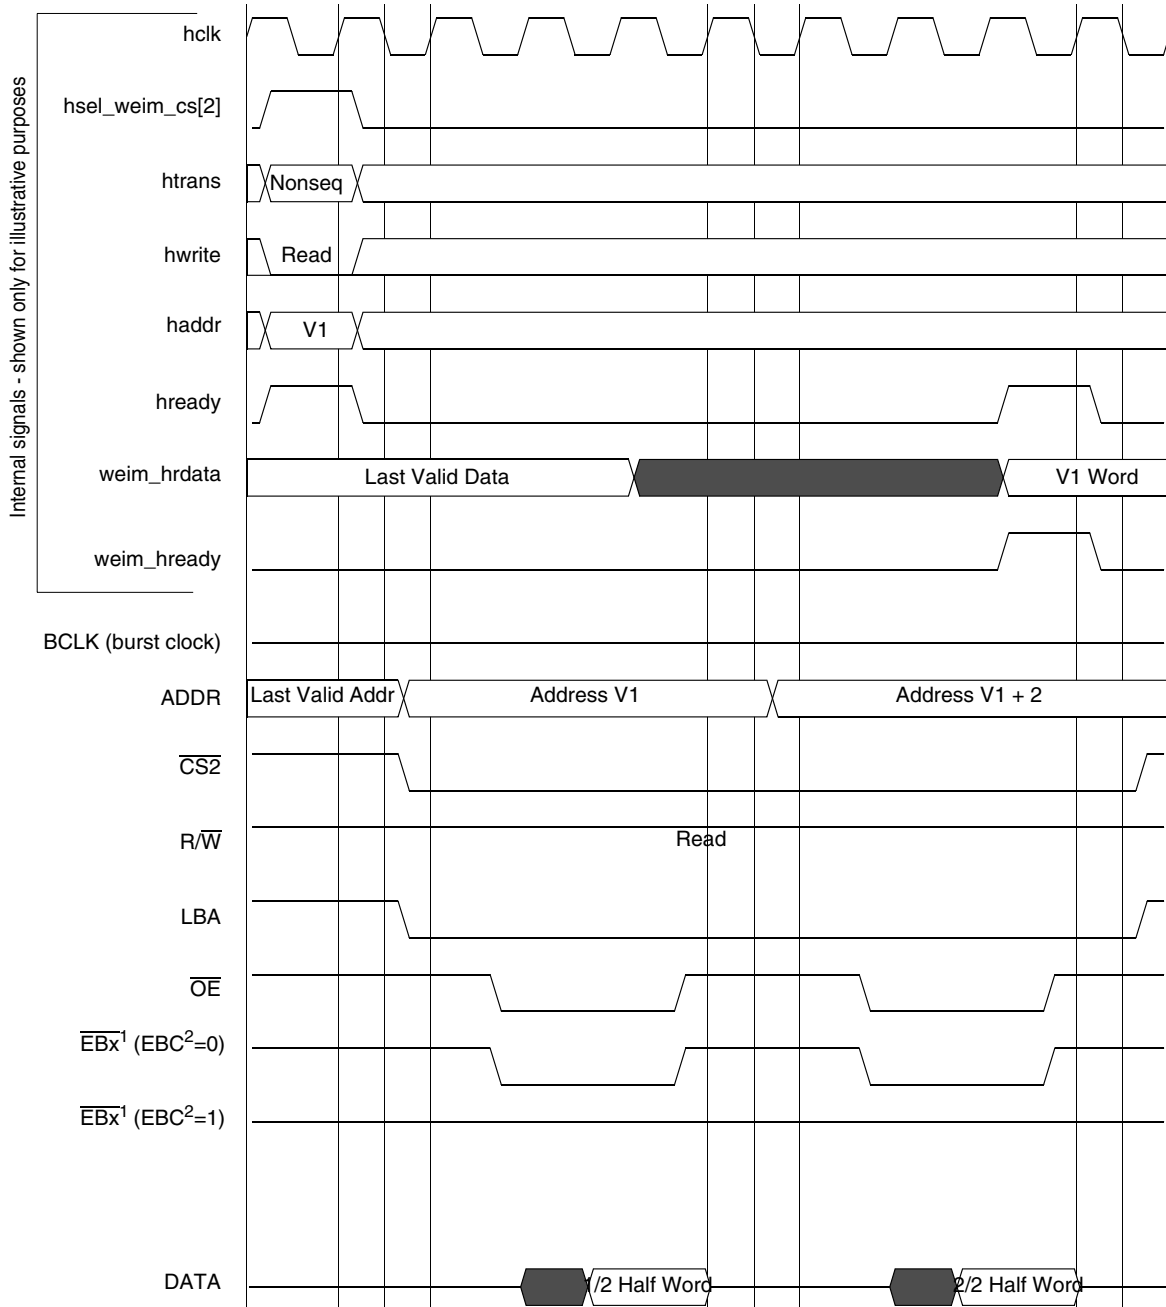 Internal signals - shown only for illustrative purposes
hclk
hsel_weim_cs[2]
htrans Nonseq
hwrite Read
haddr V1
hready
weim_hrdata Last Valid Data V1 Word
weim_hready
BCLK (burst clock)
ADDR Last Valid Addr Address V1 Address V1 + 2
CS2
R/W Read
LBA
OE
EBx1 (EBC2=0)
EBx1 (EBC2=1)
DATA 1/2 Half Word 2/2 Half Word